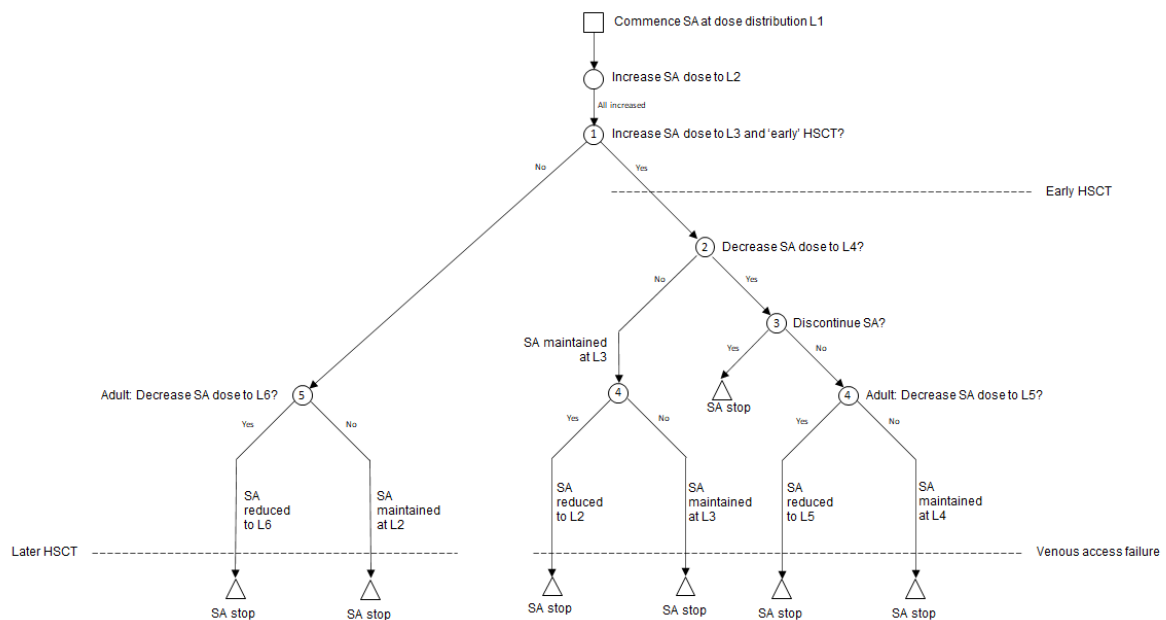 Commence SA at dose distribution L1
Increase SA dose to L2
All increased
1
Increase SA dose to L3 and ‘early’ HSCT?
No
Yes
Early HSCT
2
Decrease SA dose to L4?
No
Yes
3
Discontinue SA?
SA maintained
at L3
Yes
No
Adult: Decrease SA dose to L6?
5
4
SA stop
4
Adult: Decrease SA dose to L5?
Yes
No
Yes
No
Yes
No
SA
reduced
to L6
SA
maintained
at L2
SA
reduced
to L2
SA
maintained
at L3
SA
reduced
to L5
SA
maintained
at L4
Later HSCT
Venous access failure
SA stop
SA stop
SA stop
SA stop
SA stop
SA stop